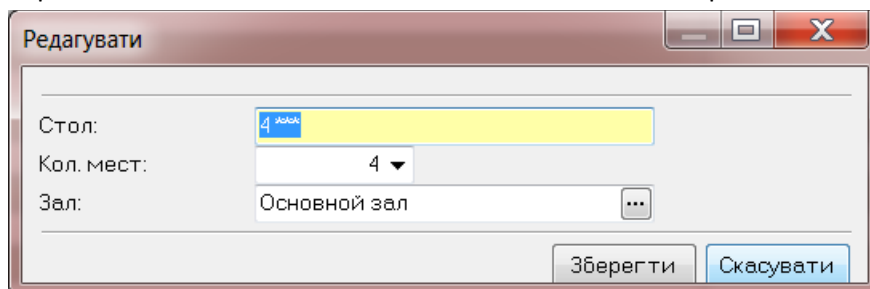 Редагувати
Стол: 4****
Кол. мест: 4
Зал: Основной зал ...
Зберегти Скасувати